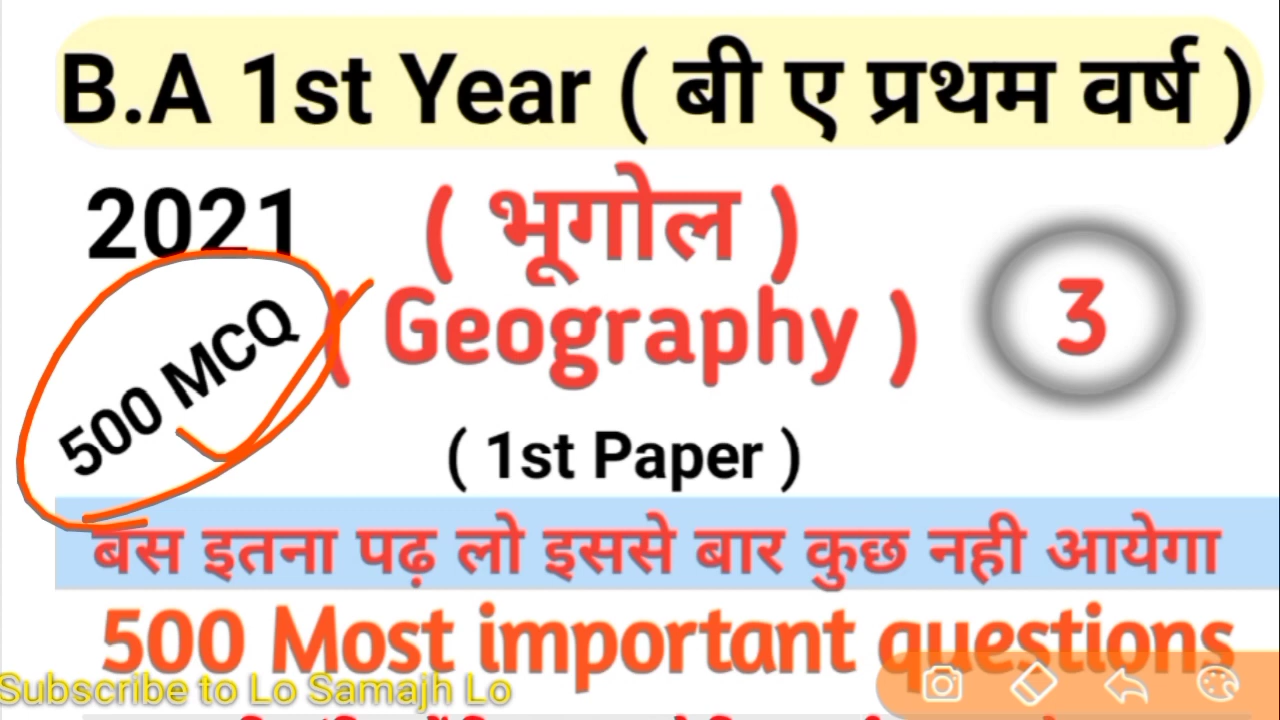 B.A 1st Year ( बी ए प्रथम वर्ष )
2021 ( भूगोल )
500 MCQ ( Geography ) 3
( 1st Paper )
बस इतना पढ़ लो इससे बार कुछ नही आयेगा
500 Most important questions
Subscribe to Lo Samajh Lo